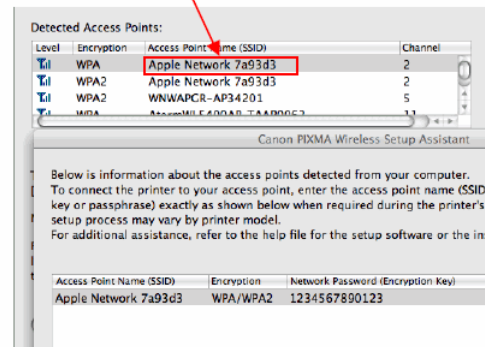 Detected Access Points:
Level Encryption Access Point Name (SSID) Channel
WPA Apple Network 7a93d3 2
WPA2 Apple Network 7a93d3 2
WPA2 WNWAPCR-AP34201 5
WPA 11
Canon PIXMA Wireless Setup Assistant
Below is information about the access points detected from your computer.
To connect the printer to your access point, enter the access point name (SSID
key or passphrase) exactly as shown below when required during the printer's
setup process may vary by printer model.
For additional assistance, refer to the help file for the setup software or the in
Access Point Name (SSID) Encryption Network Password (Encryption Key)
Apple Network 7a93d3 WPA/WPA2 1234567890123